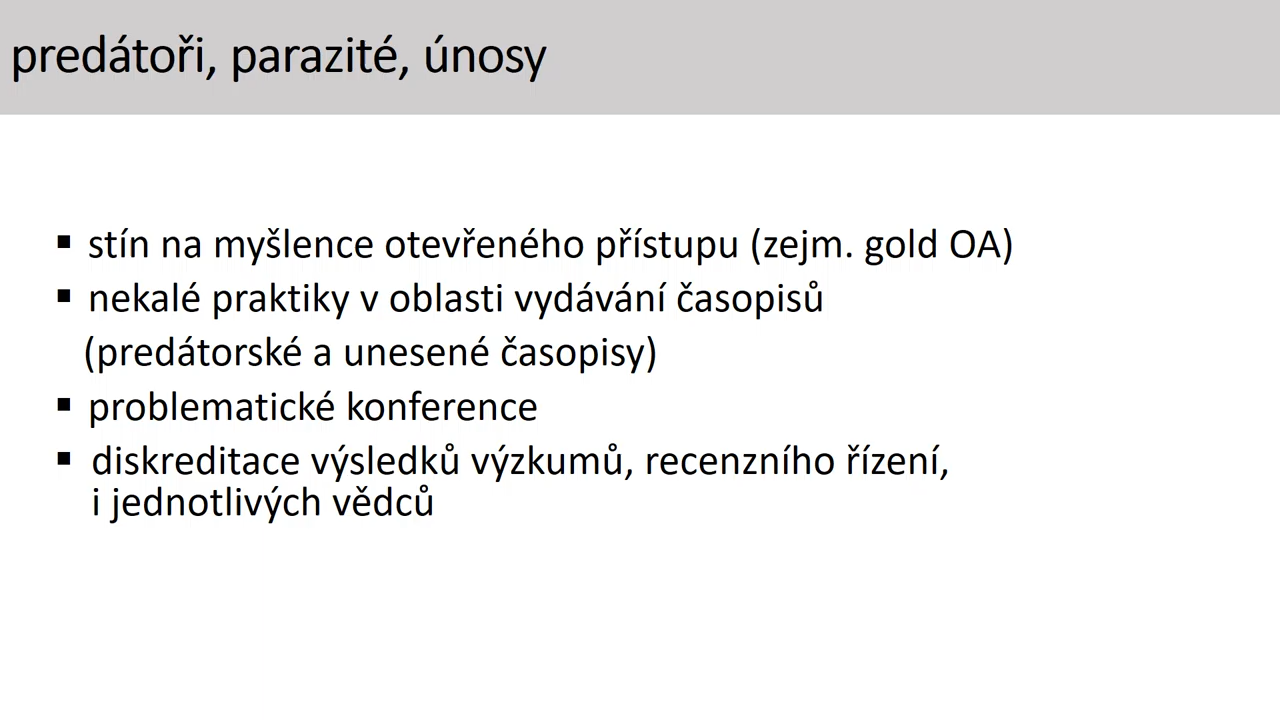 predátoři, parazité, únosy
▪ stín na myšlence otevřeného přístupu (zejm. gold OA)
▪ nekalé praktiky v oblasti vydávání časopisů
(predátorské a unesené časopisy)
▪ problematické konference
▪ diskreditace výsledků výzkumů, recenzního řízení,
i jednotlivých vědců